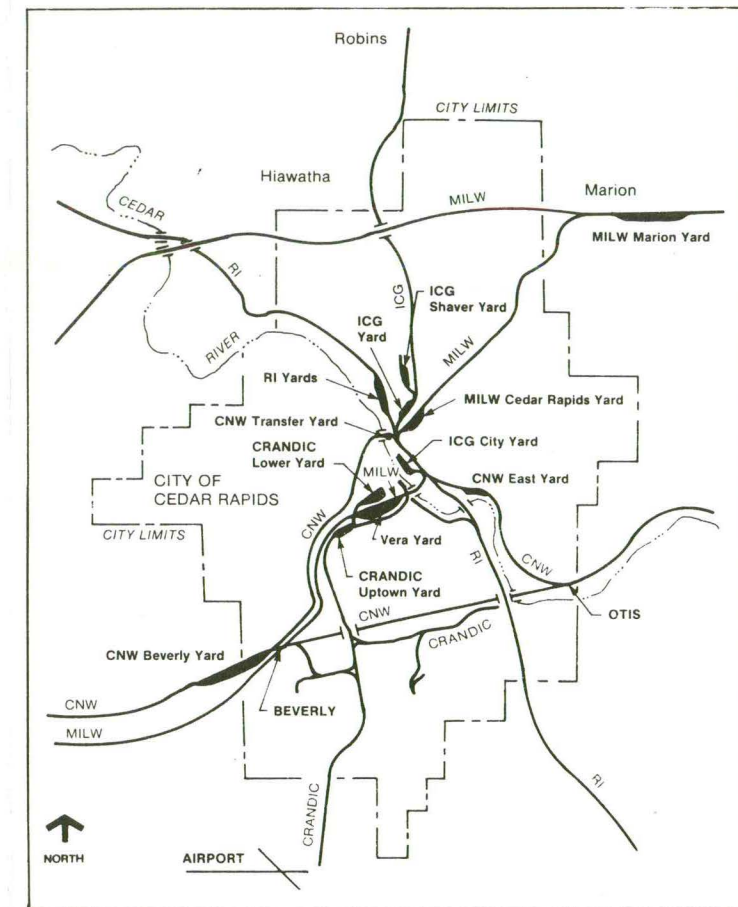 Robins
CITY LIMITS
Hiawatha
MILW
Marion
CEDAR
MILW Marion Yard
RI
ICG
ICG
Shaver Yard
ICG
Yard
MILW
RIVER
RI Yards
MILW Cedar Rapids Yard
CNW Transfer Yard
CRANDIC
Lower Yard
ICG City Yard
MILW
CNW East Yard
CITY OF
CEDAR RAPIDS
CITY LIMITS
CNW
Vera Yard
RI
CNW
CRANDIC
Uptown Yard
OTIS
CNW
CRANDIC
CNW Beverly Yard
CNW
BEVERLY
MILW
CRANDIC
RI
NORTH
AIRPORT